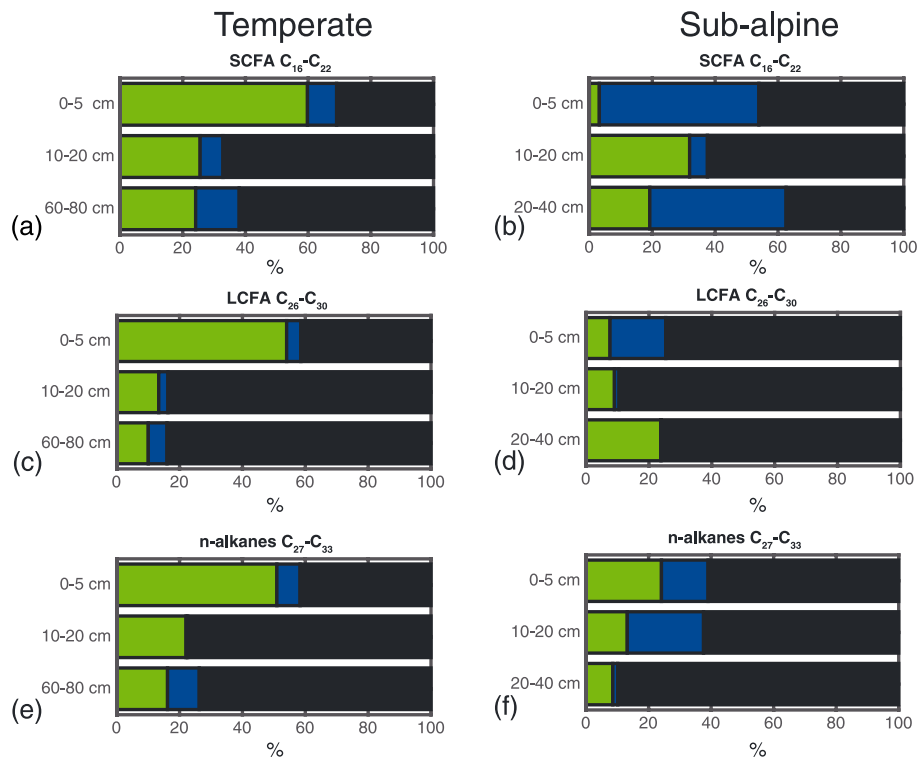 Temperate
SCFA C₁₆-C₂₂
0-5 cm
10-20 cm
60-80 cm
(a)
0 20 40 60 80 100
%
Sub-alpine
SCFA C₁₆-C₂₂
0-5 cm
10-20 cm
20-40 cm
(b)
0 20 40 60 80 100
%
LCFA C₂₆-C₃₀
0-5 cm
10-20 cm
60-80 cm
(c)
0 20 40 60 80 100
%
LCFA C₂₆-C₃₀
0-5 cm
10-20 cm
20-40 cm
(d)
0 20 40 60 80 100
%
n-alkanes C₂₇-C₃₃
0-5 cm
10-20 cm
60-80 cm
(e)
0 20 40 60 80 100
%
n-alkanes C₂₇-C₃₃
0-5 cm
10-20 cm
20-40 cm
(f)
0 20 40 60 80 100
%